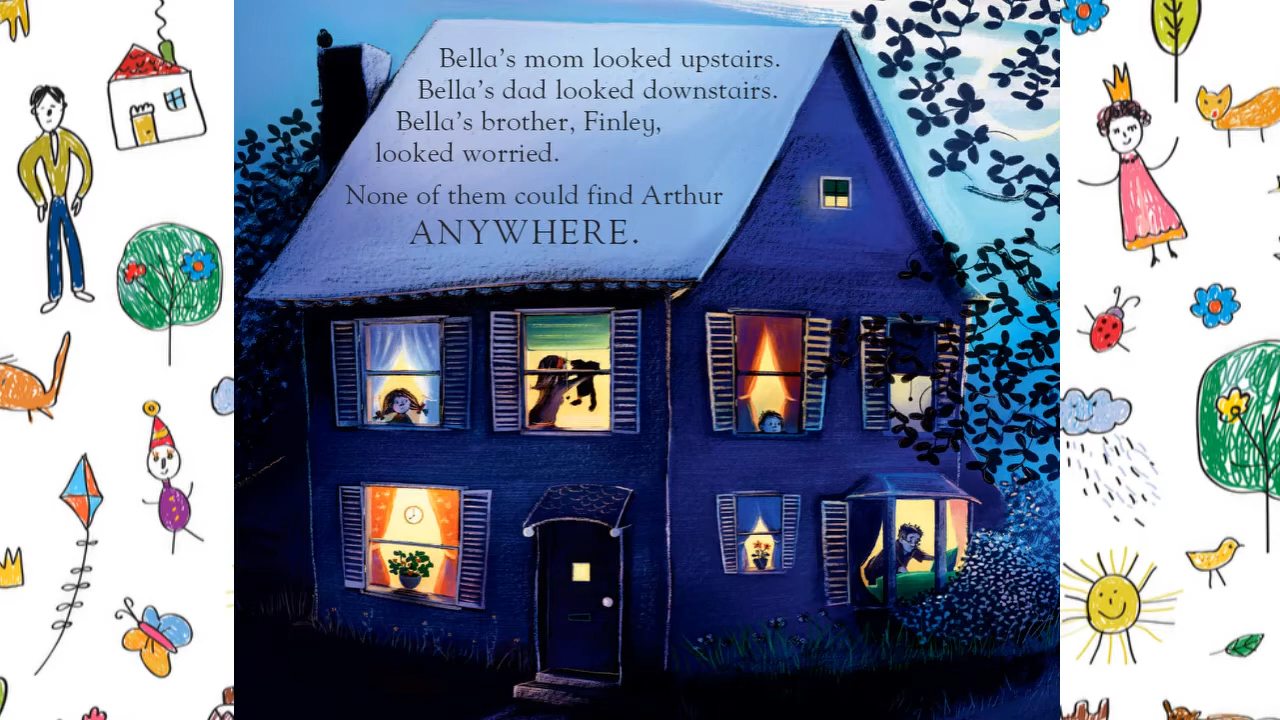 Bella's mom looked upstairs.
Bella's dad looked downstairs.
Bella's brother, Finley,
looked worried.
None of them could find Arthur
ANYWHERE.